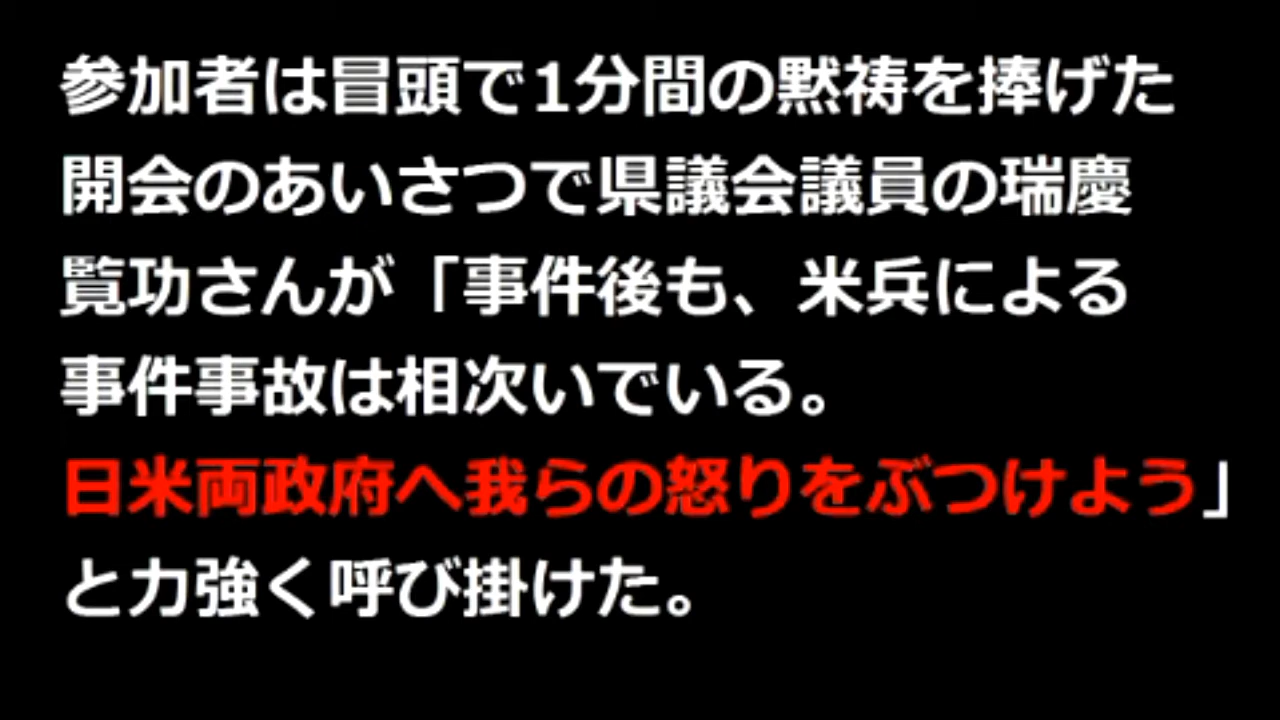 参加者は冒頭で1分間の黙祷を捧げた
開会のあいさつで県議会議員の瑞慶
覧功さんが「事件後も、米兵による
事件事故は相次いでいる。
日米両政府へ我らの怒りをぶつけよう」
と力強く呼び掛けた。